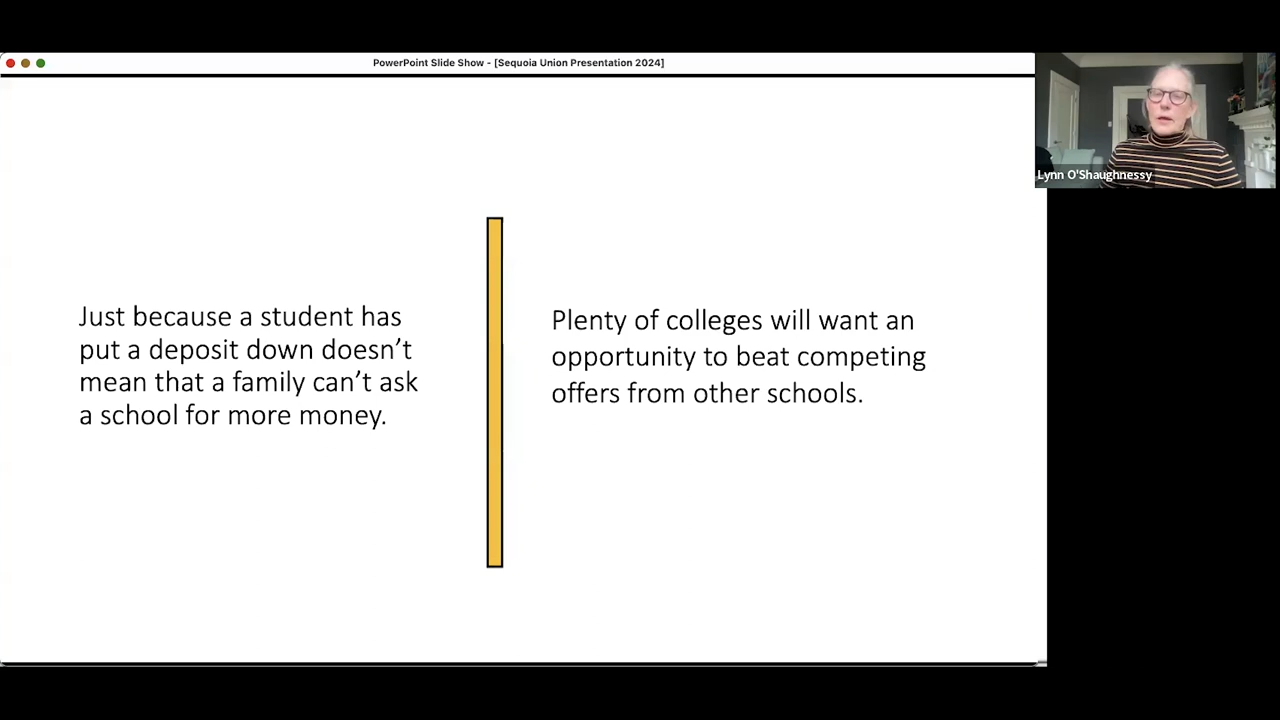 PowerPoint Slide Show - [Sequoia Union Presentation 2024]
Lynn O'Shaughnessy
Just because a student has
put a deposit down doesn’t
mean that a family can’t ask
a school for more money.
Plenty of colleges will want an
opportunity to beat competing
offers from other schools.